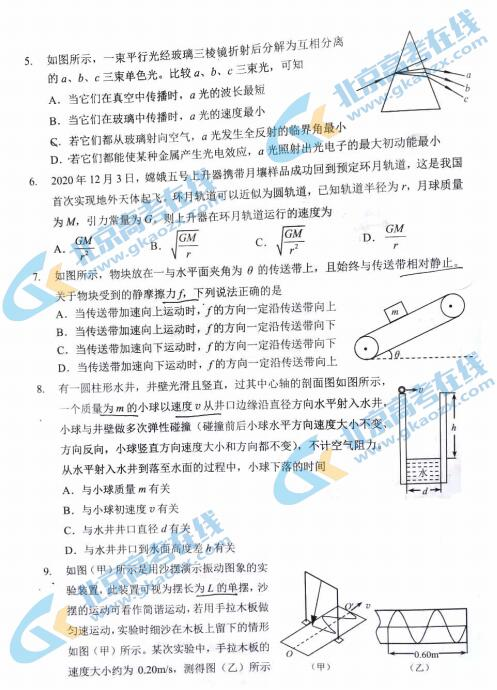 5. 如图所示，一束平行光经玻璃三棱镜折射后分解为互相分离
的 a、b、c 三束单色光。比较 a、b、c 三束光，可知
A．当它们在真空中传播时，a 光的波长最短
B．当它们在玻璃中传播时，a 光的速度最小
C．若它们都从玻璃射向空气，a 光发生全反射的临界角最小
D．若它们都能使某种金属产生光电效应，a 光照射出光电子的最大初动能最小
a
b
c
6. 2020 年 12 月 3 日，嫦娥五号上升器携带月壤样品成功回到预定环月轨道，这是我国
首次实现地外天体起飞。环月轨道可以近似为圆轨道，已知轨道半径为 r，月球质量
为 M，引力常量为 G。则上升器在环月轨道运行的速度为
A．GM/r² B．√(GM/r) C．√(GM/r²) D．GM/r
7. 如图所示，物块放在一与水平面夹角为 θ 的传送带上，且始终与传送带相对静止。
关于物块受到的静摩擦力 f，下列说法正确的是
A．当传送带加速向上运动时，f 的方向一定沿传送带向上
B．当传送带加速向上运动时，f 的方向一定沿传送带向下
C．当传送带加速向下运动时，f 的方向一定沿传送带向下
D．当传送带加速向下运动时，f 的方向一定沿传送带向上
m
θ
8. 有一圆柱形水井，井壁光滑且竖直，过其中心轴的剖面图如图所示，
一个质量为 m 的小球以速度 v 从井口边缘沿直径方向水平射入水井，
小球与井壁做多次弹性碰撞（碰撞前后小球水平方向速度大小不变、
方向反向，小球竖直方向速度大小和方向都不变），不计空气阻力。
从水平射入水井到落至水面的过程中，小球下落的时间
A．与小球质量 m 有关
B．与小球初速度 v 有关
C．与水井井口直径 d 有关
D．与水井井口到水面高度差 h 有关
v
h
水
d
9. 如图（甲）所示是用沙摆演示振动图象的实
验装置，此装置可视为摆长为 L 的单摆，沙
摆的运动可看作简谐运动，若用手拉木板做
匀速运动，实验时细沙在木板上留下的情形
如图（甲）所示。某次实验中，手拉木板的
速度大小约为 0.20m/s，测得图（乙）所示
O
O'
v
（甲）
0.60m
（乙）
北京高考在线
www.gkaozx.com